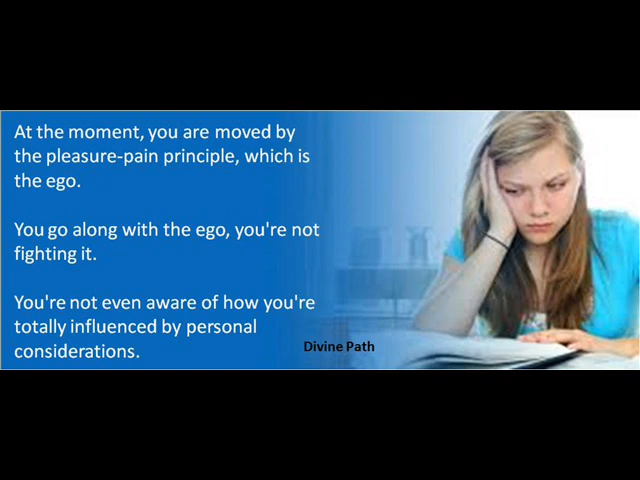 At the moment, you are moved by
the pleasure-pain principle, which is
the ego.
You go along with the ego, you're not
fighting it.
You're not even aware of how you're
totally influenced by personal
considerations.
Divine Path